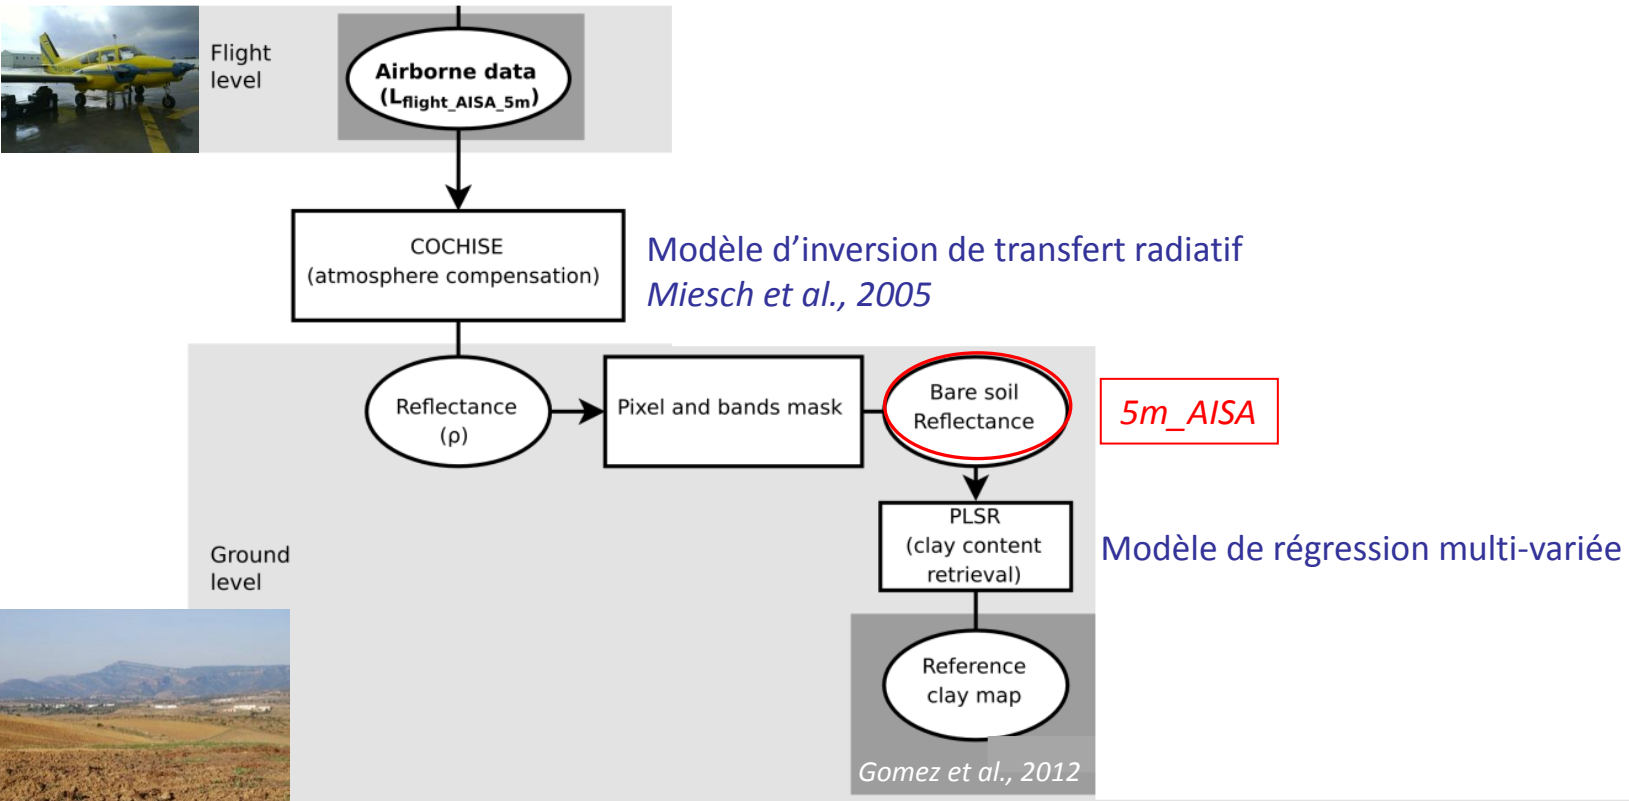 Flight
level
Airborne data
(Lflight_AISA_5m)
COCHISE
(atmosphere compensation)
Modèle d’inversion de transfert radiatif
Miesch et al., 2005
Reflectance
(ρ)
Pixel and bands mask
Bare soil
Reflectance
5m_AISA
PLSR
(clay content
retrieval)
Modèle de régression multi-variée
Ground
level
Reference
clay map
Gomez et al., 2012